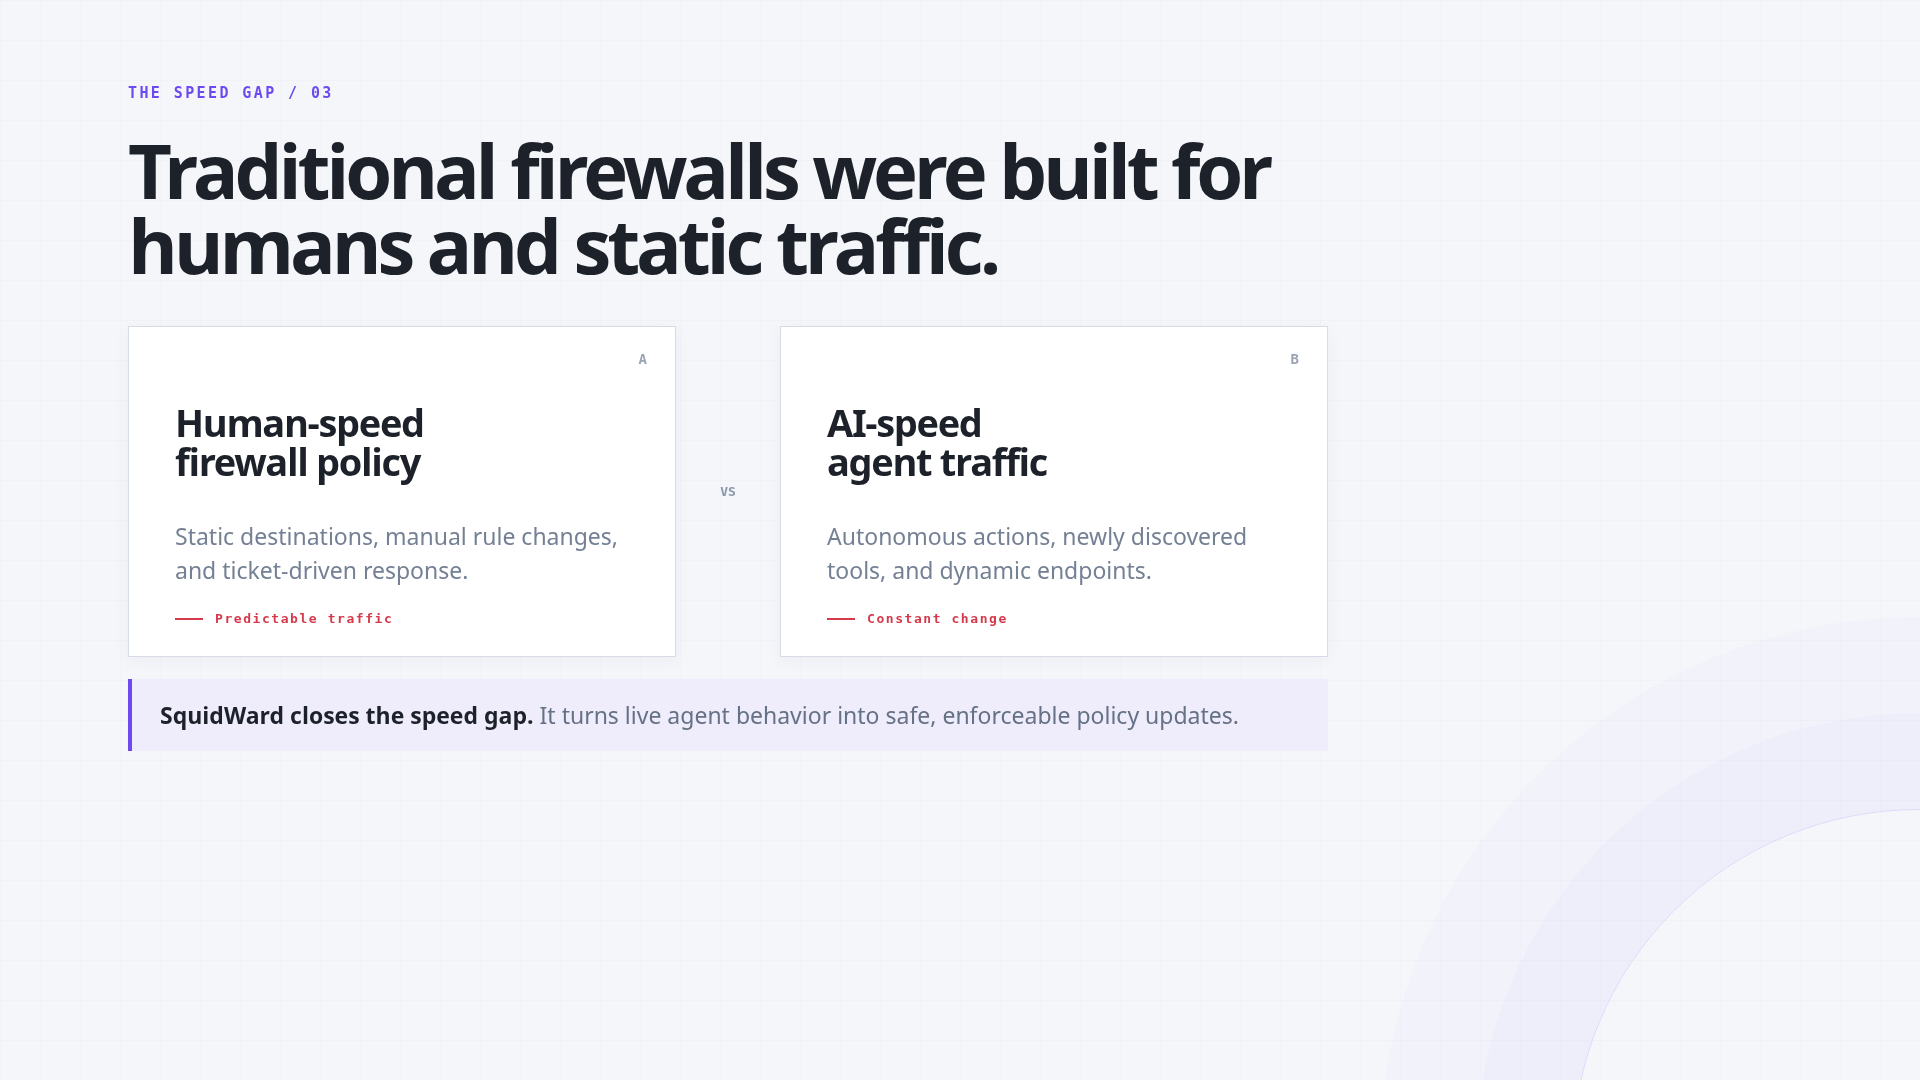 THE SPEED GAP / 03
Traditional firewalls were built for
humans and static traffic.
A
Human-speed
firewall policy
Static destinations, manual rule changes,
and ticket-driven response.
Predictable traffic
VS
B
AI-speed
agent traffic
Autonomous actions, newly discovered
tools, and dynamic endpoints.
Constant change
SquidWard closes the speed gap. It turns live agent behavior into safe, enforceable policy updates.